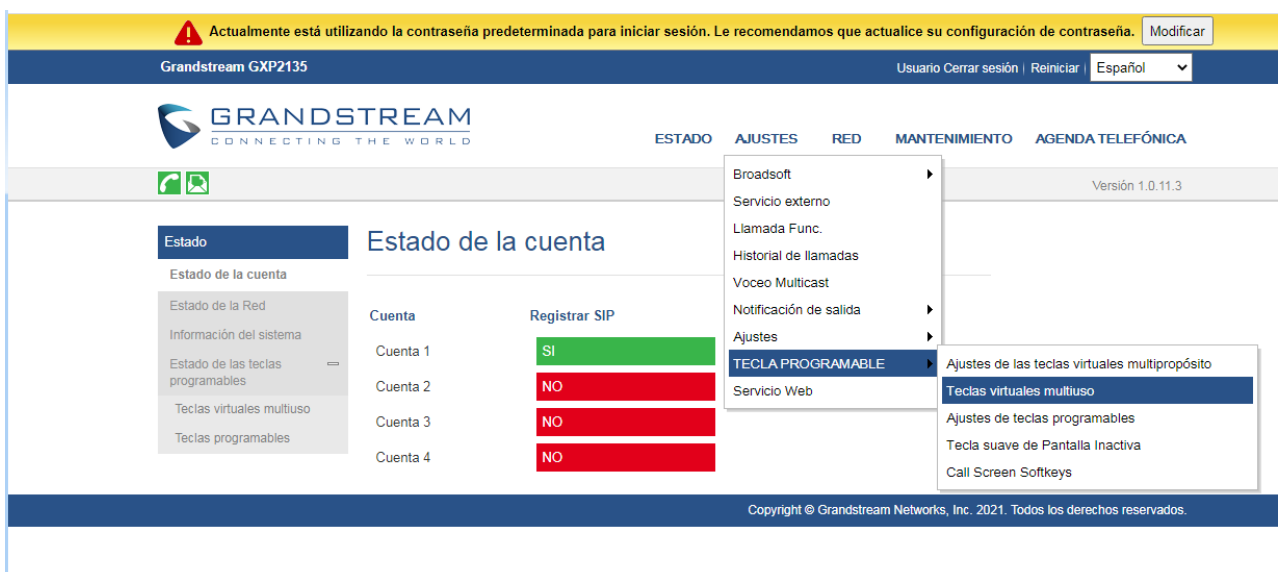 Actualmente está utilizando la contraseña predeterminada para iniciar sesión. Le recomendamos que actualice su configuración de contraseña. Modificar
Grandstream GXP2135
Usuario Cerrar sesión | Reiniciar | Español
GRANDSTREAM
CONNECTING THE WORLD
ESTADO AJUSTES RED MANTENIMIENTO AGENDA TELEFÓNICA
Versión 1.0.11.3
Broadsoft
Servicio externo
Llamada Func.
Historial de llamadas
Voceo Multicast
Notificación de salida
Ajustes
TECLA PROGRAMABLE
Servicio Web
Ajustes de las teclas virtuales multipropósito
Teclas virtuales multiuso
Ajustes de teclas programables
Tecla suave de Pantalla Inactiva
Call Screen Softkeys
Estado
Estado de la cuenta
Estado de la Red
Información del sistema
Estado de las teclas
programables
Teclas virtuales multiuso
Teclas programables
Estado de la cuenta
Cuenta Registrar SIP
Cuenta 1 SI
Cuenta 2 NO
Cuenta 3 NO
Cuenta 4 NO
Copyright © Grandstream Networks, Inc. 2021. Todos los derechos reservados.